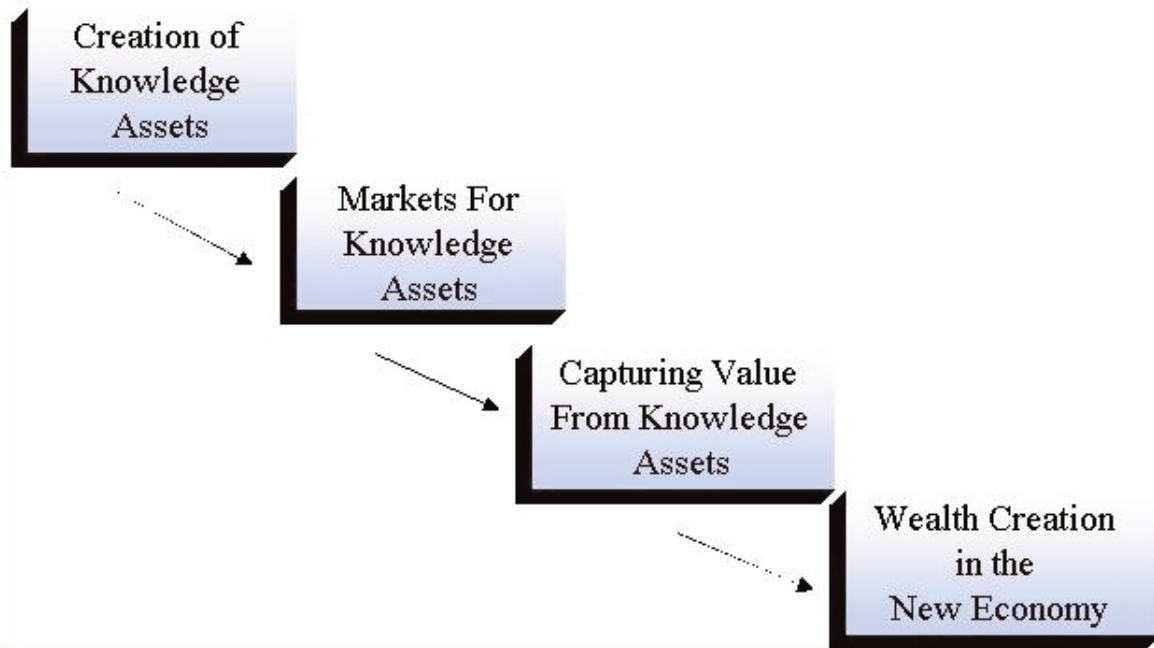 Creation of
Knowledge
Assets
Markets For
Knowledge
Assets
Capturing Value
From Knowledge
Assets
Wealth Creation
in the
New Economy